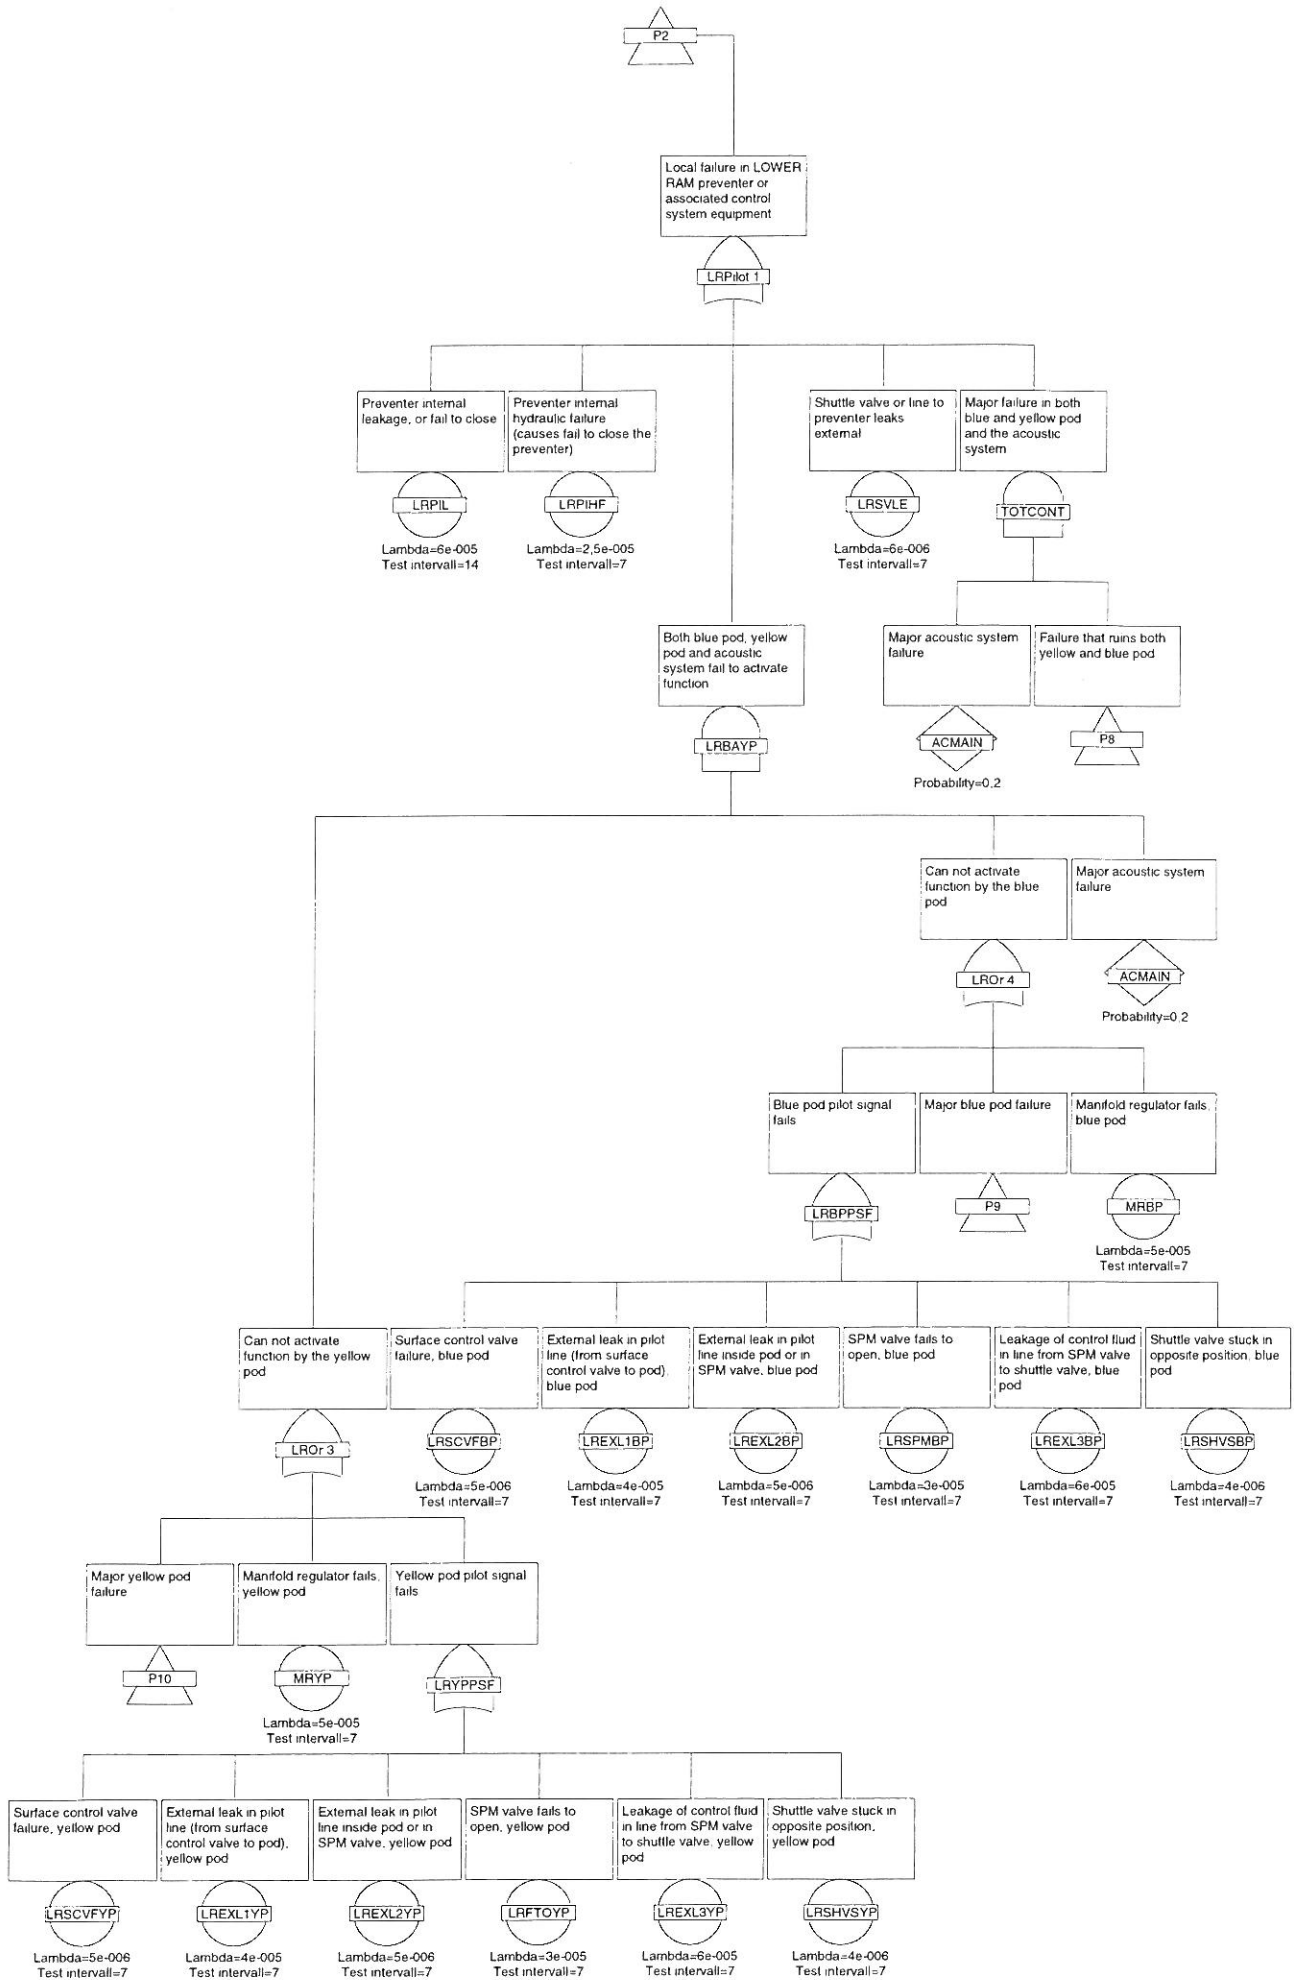 P2
Local failure in LOWER
RAM preventer or
associated control
system equipment
LRPilot 1
Preventer internal
leakage, or fail to close
LRPIL
Lambda=6e-005
Test intervall=14
Preventer internal
hydraulic failure
(causes fail to close the
preventer)
LRPIHF
Lambda=2,5e-005
Test intervall=7
Shuttle valve or line to
preventer leaks
external
LRSVLE
Lambda=6e-006
Test intervall=7
Major failure in both
blue and yellow pod
and the acoustic
system
TOTCONT
Both blue pod, yellow
pod and acoustic
system fail to activate
function
LRBAYP
Major acoustic system
failure
ACMAIN
Probability=0,2
Failure that ruins both
yellow and blue pod
P8
Can not activate
function by the blue
pod
LROr 4
Major acoustic system
failure
ACMAIN
Probability=0,2
Blue pod pilot signal
fails
LRBPPSF
Major blue pod failure
P9
Manifold regulator fails,
blue pod
MRBP
Lambda=5e-005
Test intervall=7
Can not activate
function by the yellow
pod
LROr 3
Surface control valve
failure, blue pod
LRSCVFBP
Lambda=5e-006
Test intervall=7
External leak in pilot
line (from surface
control valve to pod),
blue pod
LREXL1BP
Lambda=4e-005
Test intervall=7
External leak in pilot
line inside pod or in
SPM valve, blue pod
LREXL2BP
Lambda=5e-006
Test intervall=7
SPM valve fails to
open, blue pod
LRSPMBP
Lambda=3e-005
Test intervall=7
Leakage of control fluid
in line from SPM valve
to shuttle valve, blue
pod
LREXL3BP
Lambda=6e-005
Test intervall=7
Shuttle valve stuck in
opposite position, blue
pod
LRSHVSBP
Lambda=4e-006
Test intervall=7
Major yellow pod
failure
P10
Manifold regulator fails,
yellow pod
MRYP
Lambda=5e-005
Test intervall=7
Yellow pod pilot signal
fails
LRYPPSF
Surface control valve
failure, yellow pod
LRSCVFYP
Lambda=5e-006
Test intervall=7
External leak in pilot
line (from surface
control valve to pod),
yellow pod
LREXL1YP
Lambda=4e-005
Test intervall=7
External leak in pilot
line inside pod or in
SPM valve, yellow pod
LREXL2YP
Lambda=5e-006
Test intervall=7
SPM valve fails to
open, yellow pod
LRFTOYP
Lambda=3e-005
Test intervall=7
Leakage of control fluid
in line from SPM valve
to shuttle valve, yellow
pod
LREXL3YP
Lambda=6e-005
Test intervall=7
Shuttle valve stuck in
opposite position,
yellow pod
LRSHVSYP
Lambda=4e-006
Test intervall=7